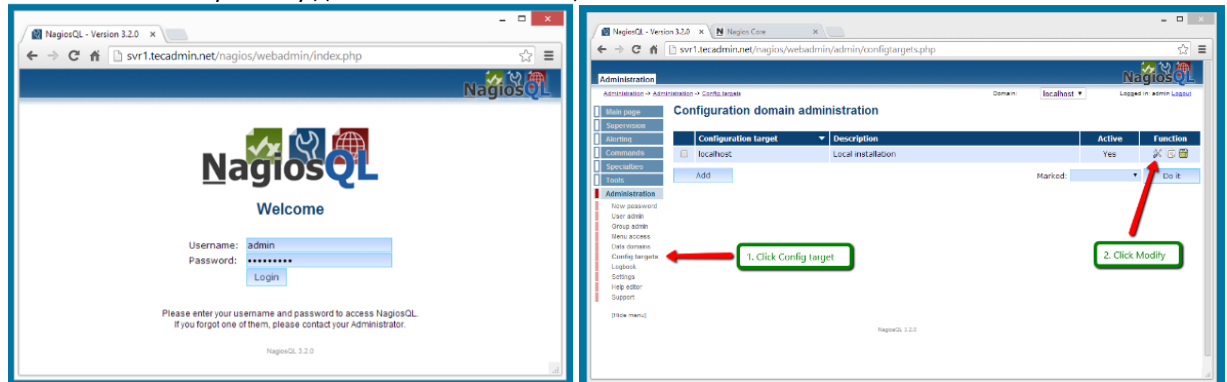 NagiosQL - Version 3.2.0
svr1.tecadmin.net/nagios/webadmin/index.php
NagiosQL
NagiosQL
Welcome
Username: admin
Password: •••••••••
Login
Please enter your username and password to access NagiosQL.
If you forgot one of them, please contact your Administrator.
NagiosQL 3.2.0
NagiosQL - Version 3.2.0
Nagios Core
svr1.tecadmin.net/nagios/webadmin/admin/configtargets.php
NagiosQL
Administration
Administration -> Administration -> Config targets
Domain: localhost
Logged in: admin Logout
Configuration domain administration
Main page
Supervision
Alerting
Commands
Specialties
Tools
Administration
New password
User admin
Group admin
Menu access
Data domains
Config targets
Logbook
Settings
Help editor
Support
[Hide menu]
Configuration target Description Active Function
localhost Local installation Yes
Add Marked: Do it
1. Click Config target
2. Click Modify
NagiosQL 3.2.0